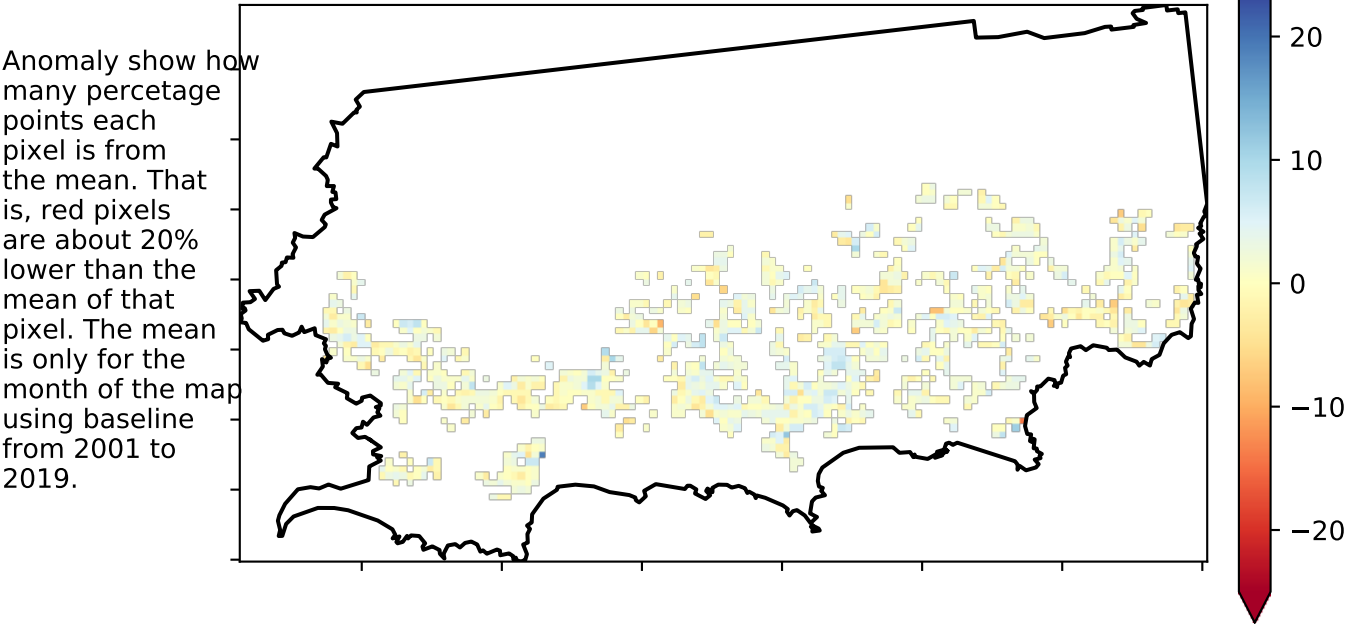 Anomaly show how
many percetage
points each
pixel is from
the mean. That
is, red pixels
are about 20%
lower than the
mean of that
pixel. The mean
is only for the
month of the map
using baseline
from 2001 to
2019.
20
10
0
−10
−20